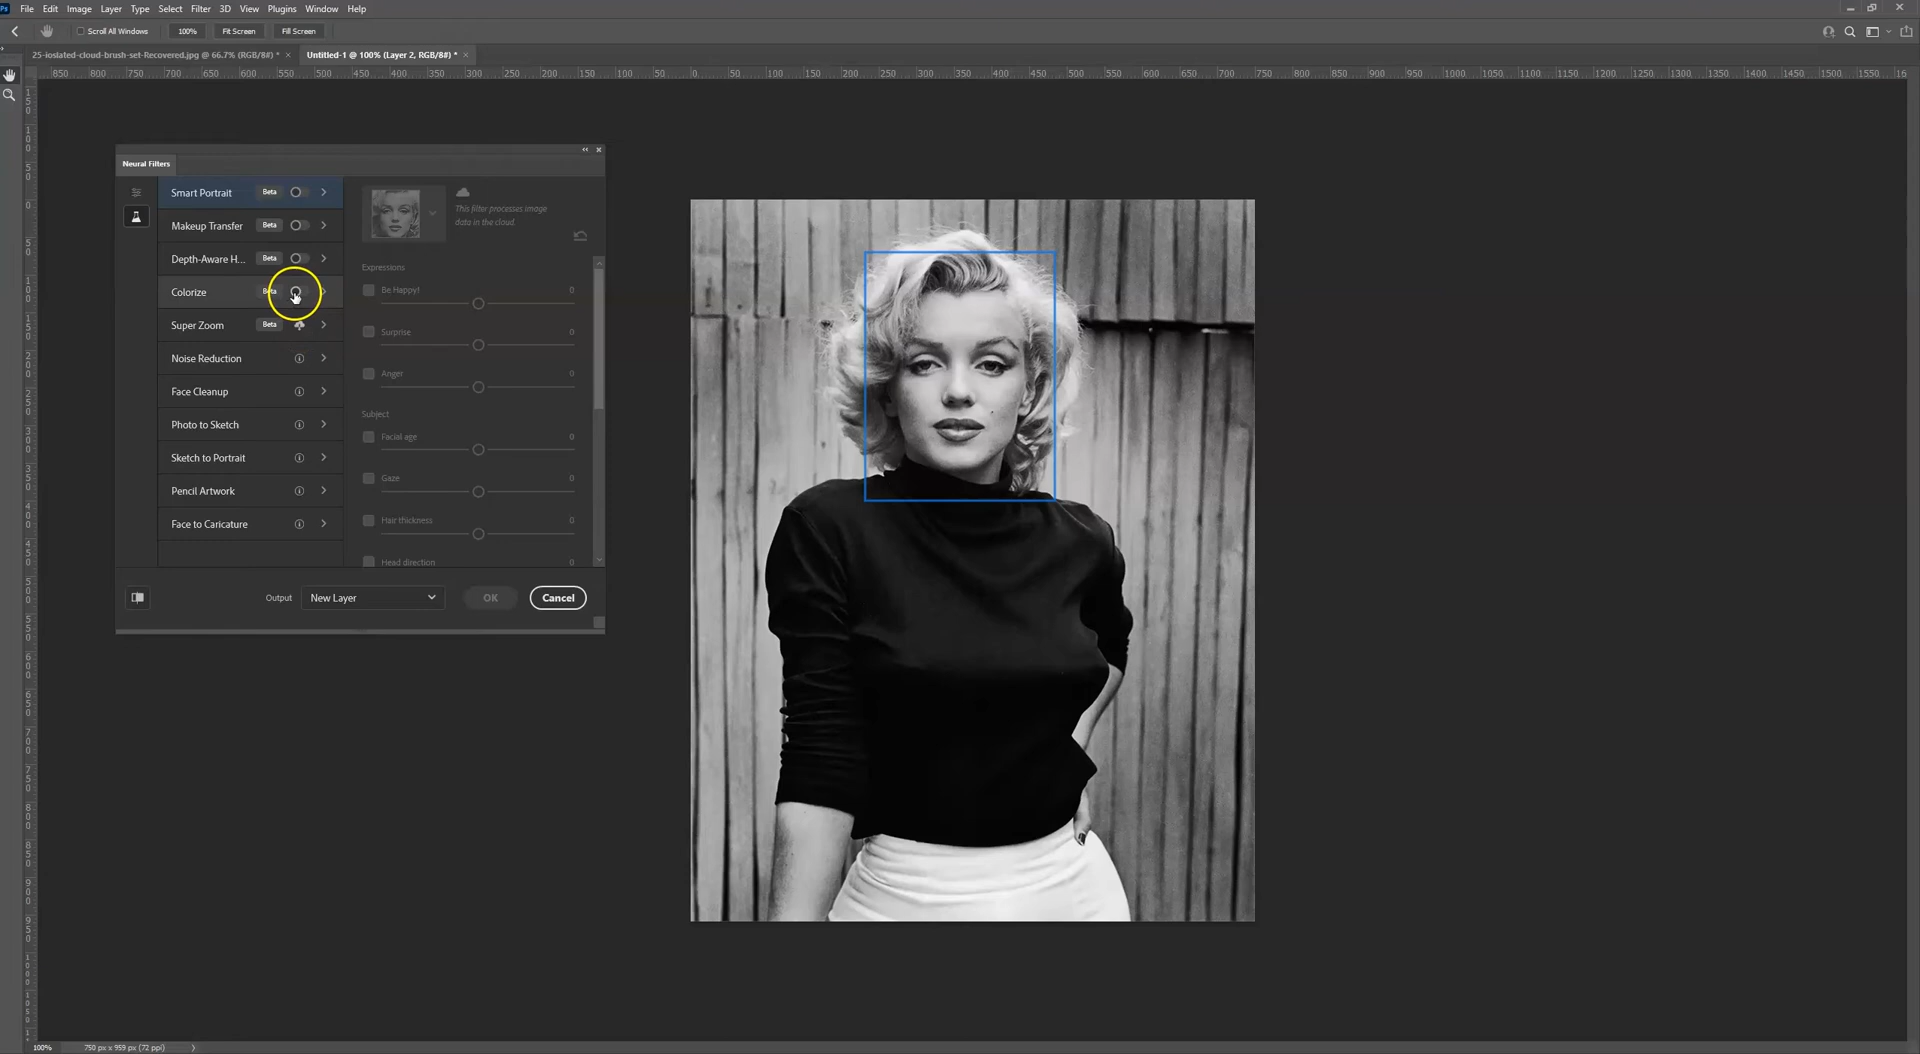 Ps File Edit Image Layer Type Select Filter 3D View Plugins Window Help
Scroll All Windows 100% Fit Screen Fill Screen
25-ioslated-cloud-brush-set-Recovered.jpg @ 66.7% (RGB/8#) * × Untitled-1 @ 100% (Layer 2, RGB/8#) * ×
850 800 750 700 650 600 550 500 450 400 350 300 250 200 150 100 50 0 50 100 150 200 250 300 350 400 450 500 550 600 650 700 750 800 850 900 950 1000 1050 1100 1150 1200 1250 1300 1350 1400 1450 1500 1550 16
Neural Filters
Smart Portrait Beta
Makeup Transfer Beta
Depth-Aware H... Beta
Colorize
Super Zoom Beta
Noise Reduction
Face Cleanup
Photo to Sketch
Sketch to Portrait
Pencil Artwork
Face to Caricature
This filter processes image
data in the cloud.
Expressions
Be Happy! 0
Surprise 0
Anger 0
Subject
Facial age 0
Gaze 0
Hair thickness 0
Head direction 0
Output New Layer OK Cancel
100% 750 px x 959 px (72 ppi)